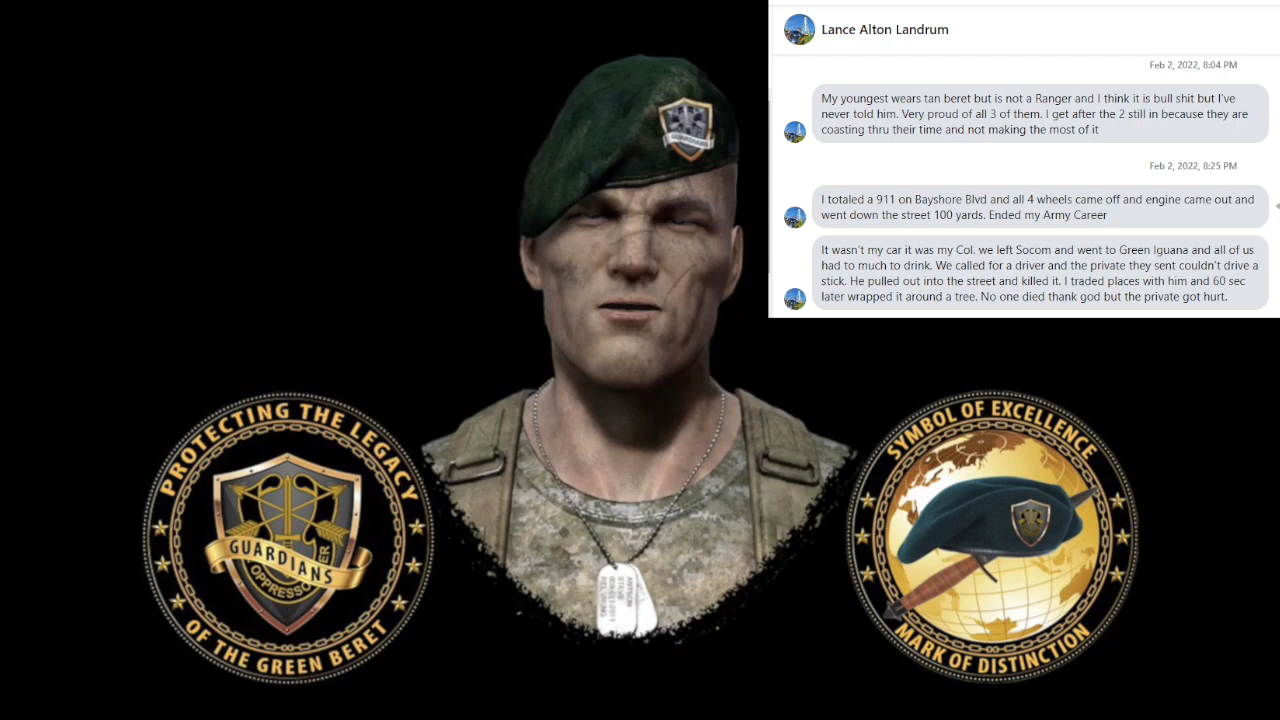 Lance Alton Landrum
Feb 2, 2022, 8:04 PM
My youngest wears tan beret but is not a Ranger and I think it is bull shit but I've
never told him. Very proud of all 3 of them. I get after the 2 still in because they are
coasting thru their time and not making the most of it
Feb 2, 2022, 8:25 PM
I totaled a 911 on Bayshore Blvd and all 4 wheels came off and engine came out and
went down the street 100 yards. Ended my Army Career
It wasn't my car it was my Col. we left Socom and went to Green Iguana and all of us
had to much to drink. We called for a driver and the private they sent couldn't drive a
stick. He pulled out into the street and killed it. I traded places with him and 60 sec
later wrapped it around a tree. No one died thank god but the private got hurt.
GUARDIANS
PROTECTING THE LEGACY
GUARDIANS
OPPRESSO
ER
OF THE GREEN BERET
SYMBOL OF EXCELLENCE
MARK OF DISTINCTION